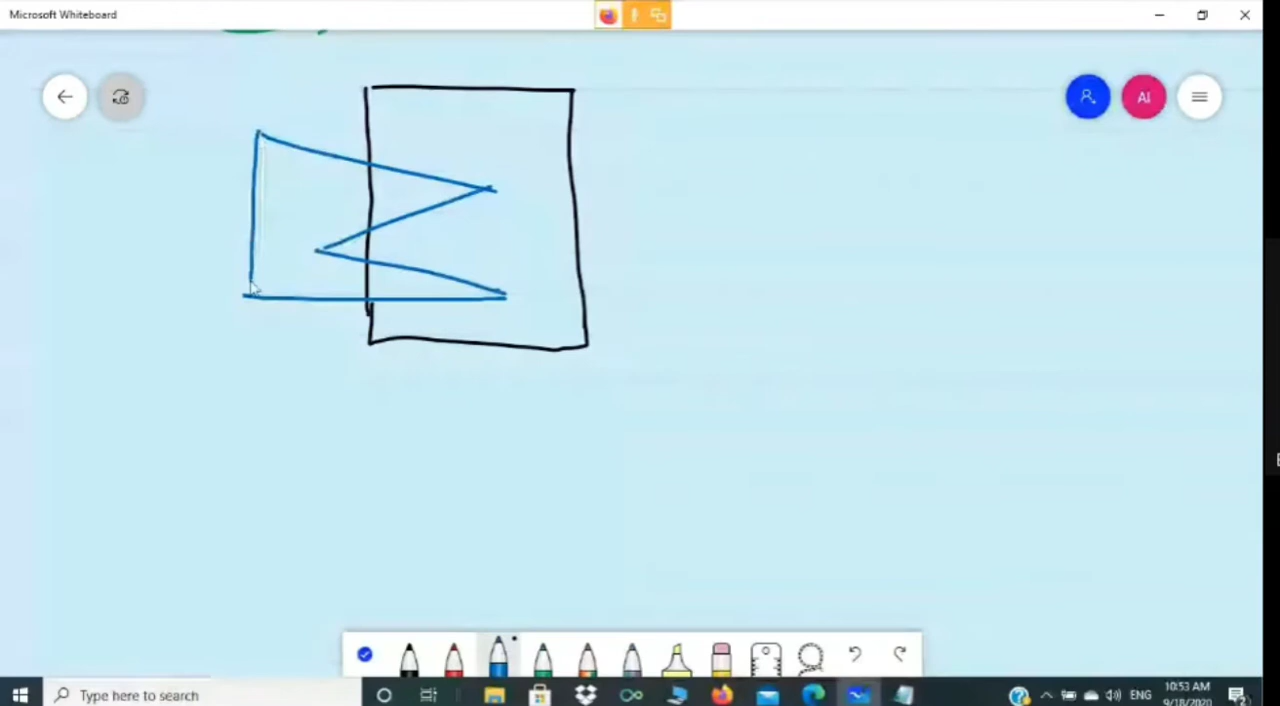 Microsoft Whiteboard
AI
Type here to search
ENG
10:53 AM
9/18/2020